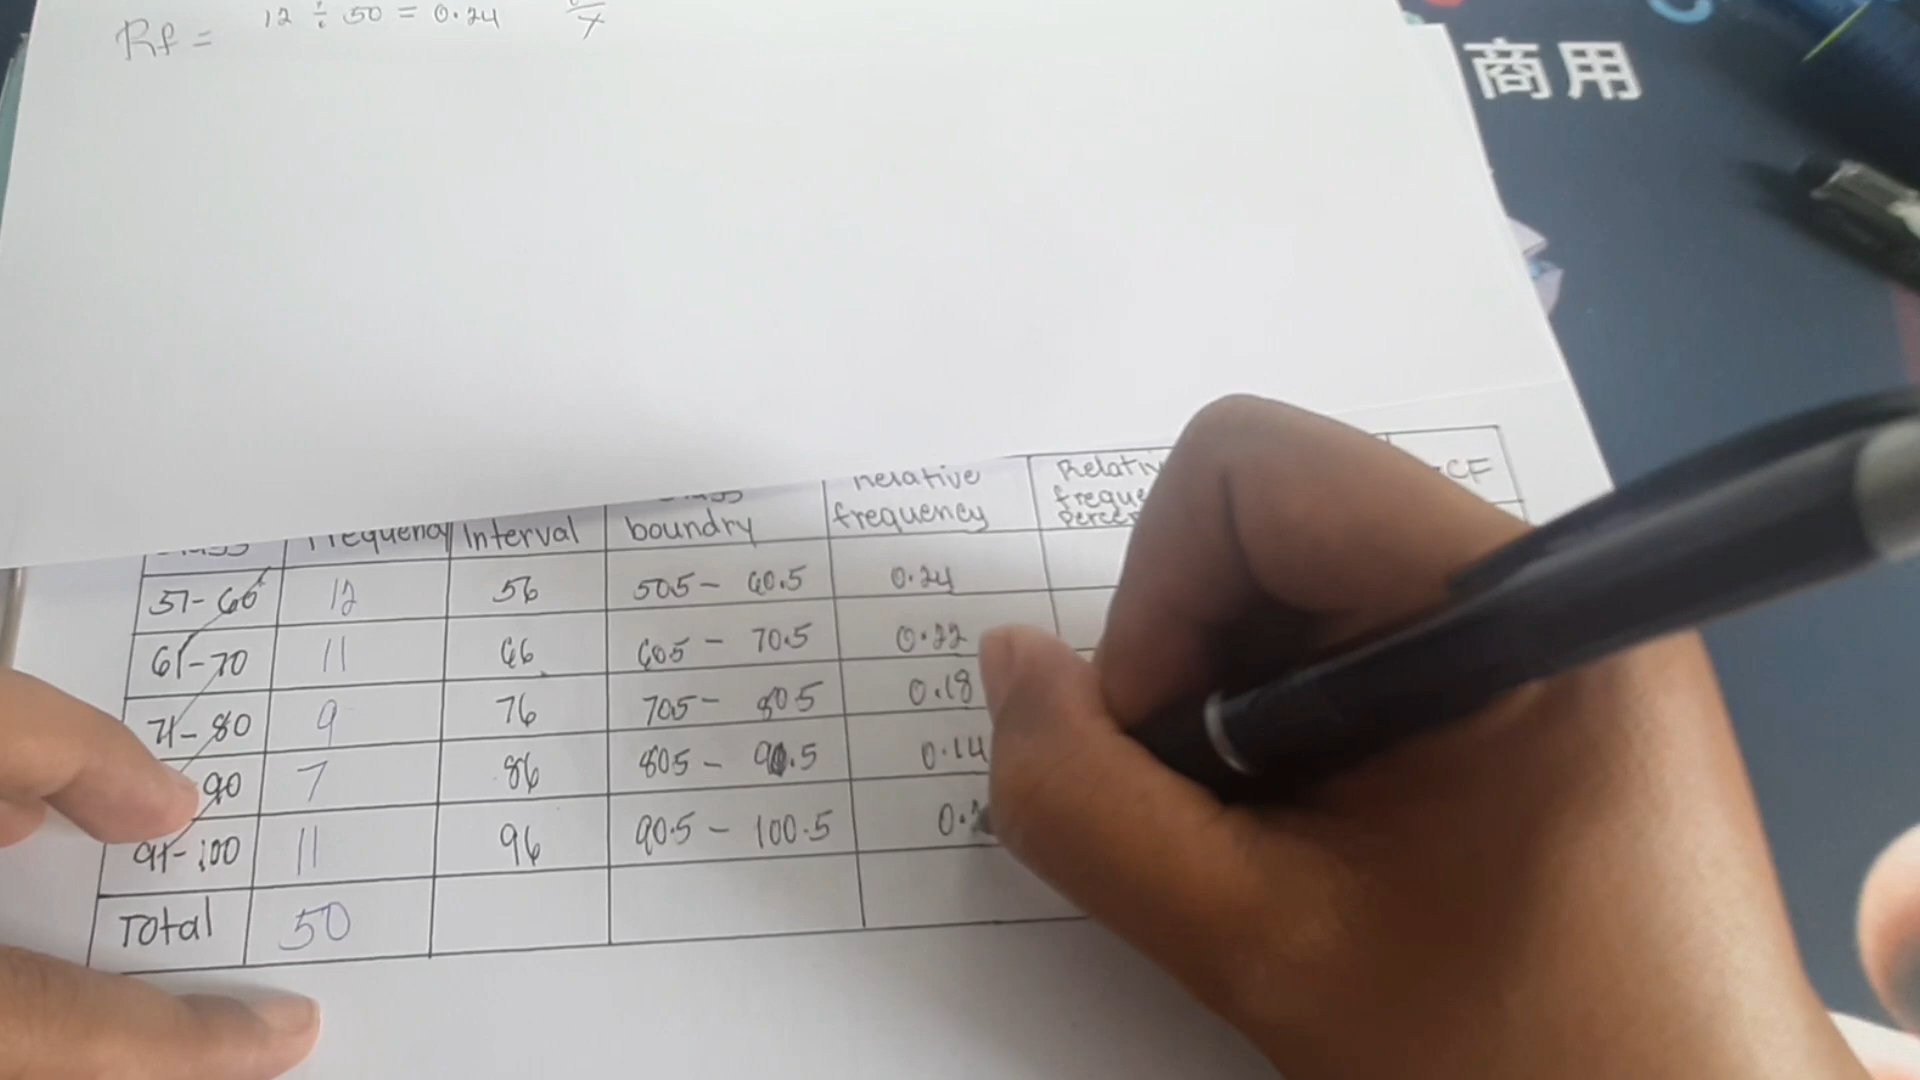 12 ÷ 50 = 0.24
Rf =
商用
relative frequency
boundry
Interval
CF
51-60 12 56 50.5 - 60.5 0.24
61-70 11 66 60.5 - 70.5 0.22
71-80 9 76 70.5 - 80.5 0.18
90 7 86 80.5 - 90.5 0.14
91-100 11 96 90.5 - 100.5 0.
Total 50